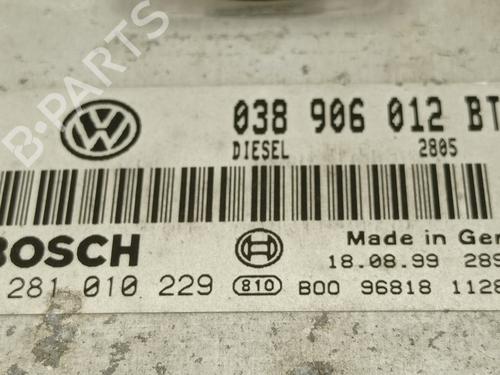 038 906 012 BT
DIESEL 2805
BOSCH
Made in Ger
281 010 229
18.08.99 289
810 B00 96818 1128
B-Parts